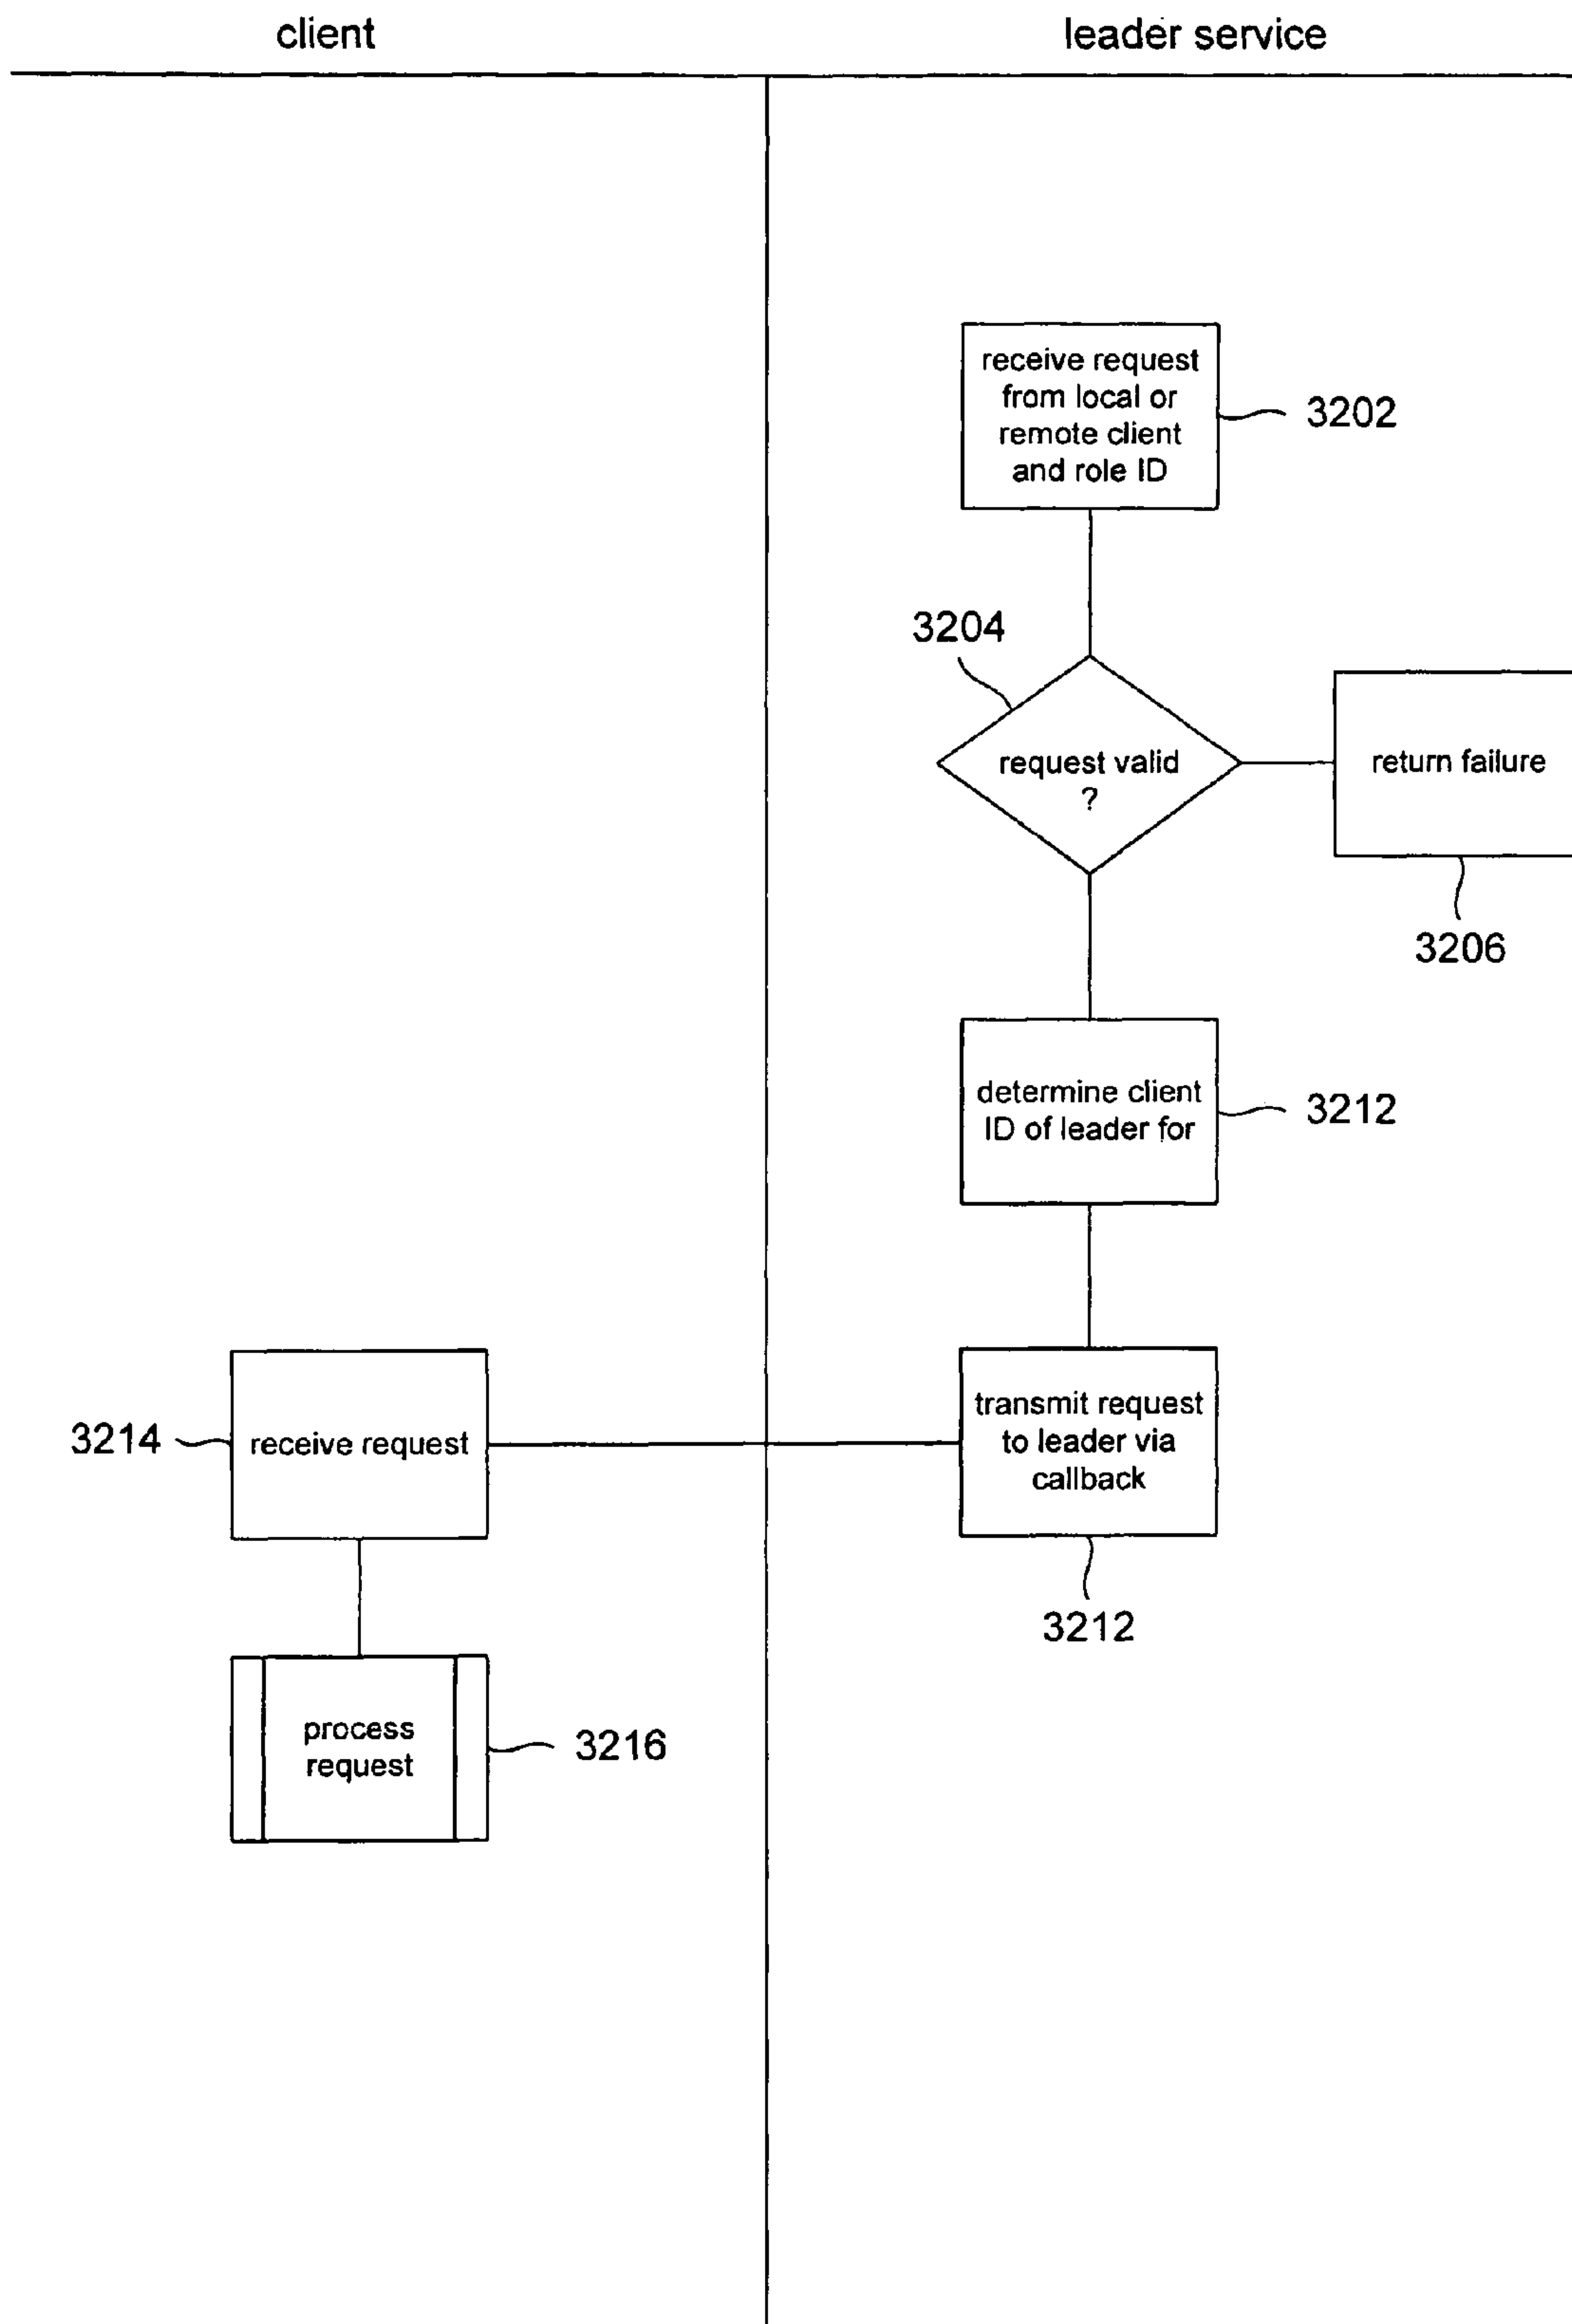 client
leader service
receive request
from local or
remote client
and role ID
3202
3204
request valid
?
return failure
3206
determine client
ID of leader for
3212
transmit request
to leader via
callback
3212
3214
receive request
process
request
3216